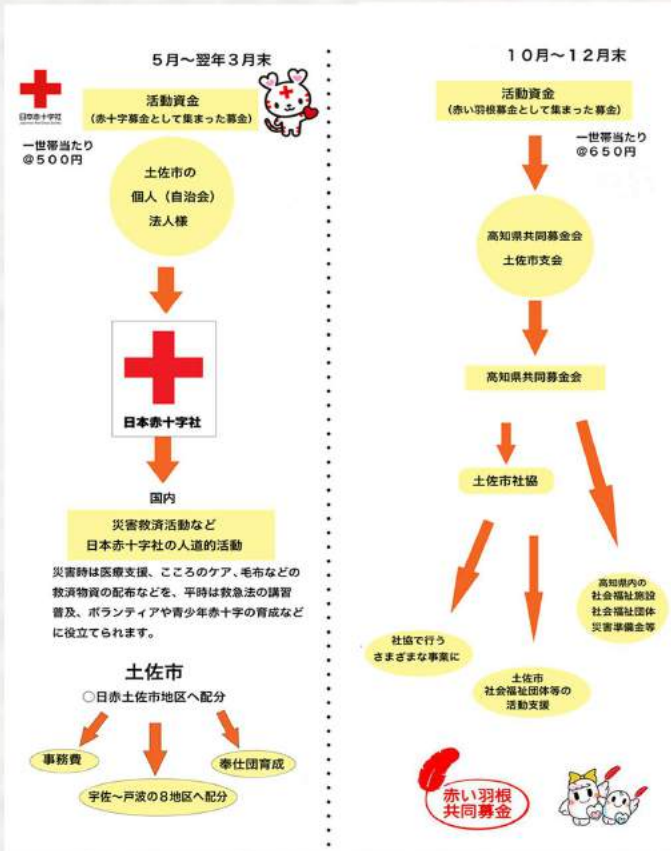 5月〜翌年3月末
日本赤十字社
活動資金
(赤十字募金として集まった募金)
一世帯当たり
@500円
土佐市の
個人（自治会）
法人様
日本赤十字社
国内
災害救済活動など
日本赤十字社の人道的活動
災害時は医療支援、こころのケア、毛布などの
救済物資の配布などを、平時は救急法の講習
普及、ボランティアや青少年赤十字の育成など
に役立てられます。
土佐市
○日赤土佐市地区へ配分
事務費
奉仕団育成
宇佐〜戸波の8地区へ配分
10月〜12月末
活動資金
(赤い羽根募金として集まった募金)
一世帯当たり
@650円
高知県共同募金会
土佐市支会
高知県共同募金会
土佐市社協
高知県内の
社会福祉施設
社会福祉団体
災害準備金等
社協で行う
さまざまな事業に
土佐市
社会福祉団体等の
活動支援
赤い羽根
共同募金